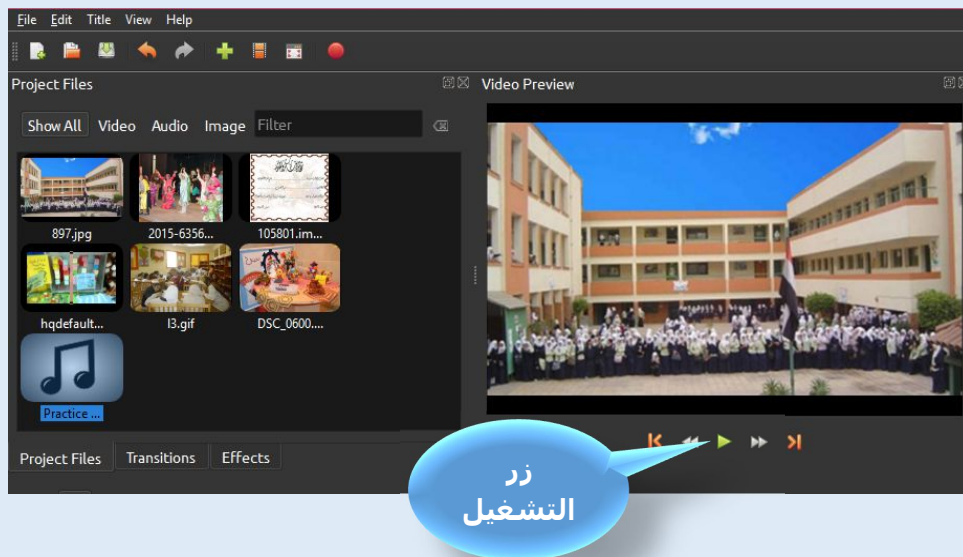 File Edit Title View Help
Project Files
Video Preview
Show All Video Audio Image Filter
897.jpg 2015-6356... 105801.im...
hqdefault... l3.gif DSC_0600....
Practice ...
Project Files Transitions Effects
زر
التشغيل